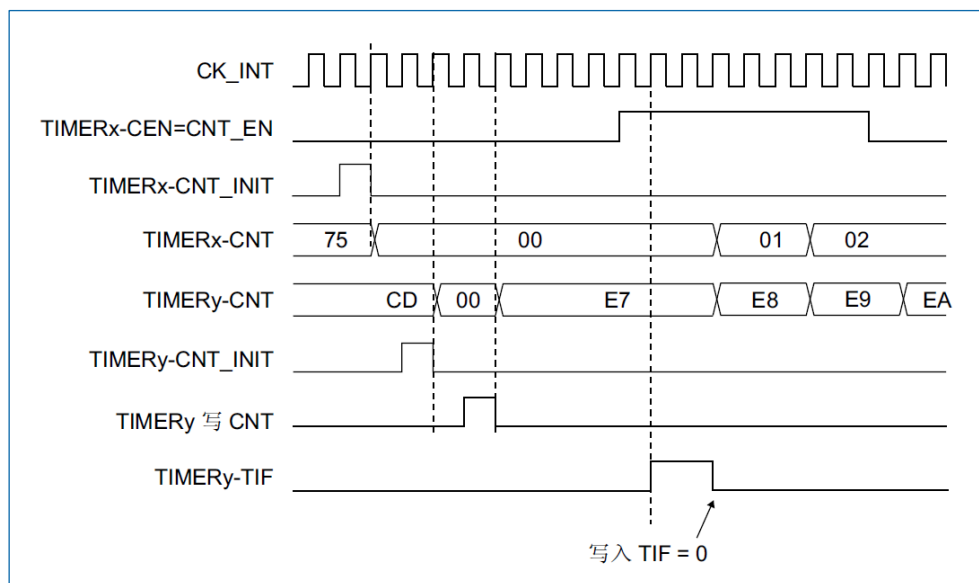 CK_INT
TIMERx-CEN=CNT_EN
TIMERx-CNT_INIT
TIMERx-CNT 75 00 01 02
TIMERy-CNT CD 00 E7 E8 E9 EA
TIMERy-CNT_INIT
TIMERy 写 CNT
TIMERy-TIF
写入 TIF = 0